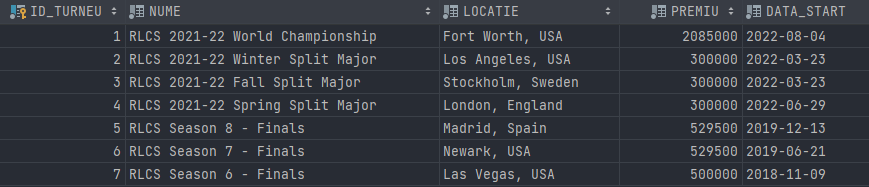 ID_TURNEU NUME LOCATIE PREMIU DATA_START
1 RLCS 2021-22 World Championship Fort Worth, USA 2085000 2022-08-04
2 RLCS 2021-22 Winter Split Major Los Angeles, USA 300000 2022-03-23
3 RLCS 2021-22 Fall Split Major Stockholm, Sweden 300000 2022-03-23
4 RLCS 2021-22 Spring Split Major London, England 300000 2022-06-29
5 RLCS Season 8 - Finals Madrid, Spain 529500 2019-12-13
6 RLCS Season 7 - Finals Newark, USA 529500 2019-06-21
7 RLCS Season 6 - Finals Las Vegas, USA 500000 2018-11-09